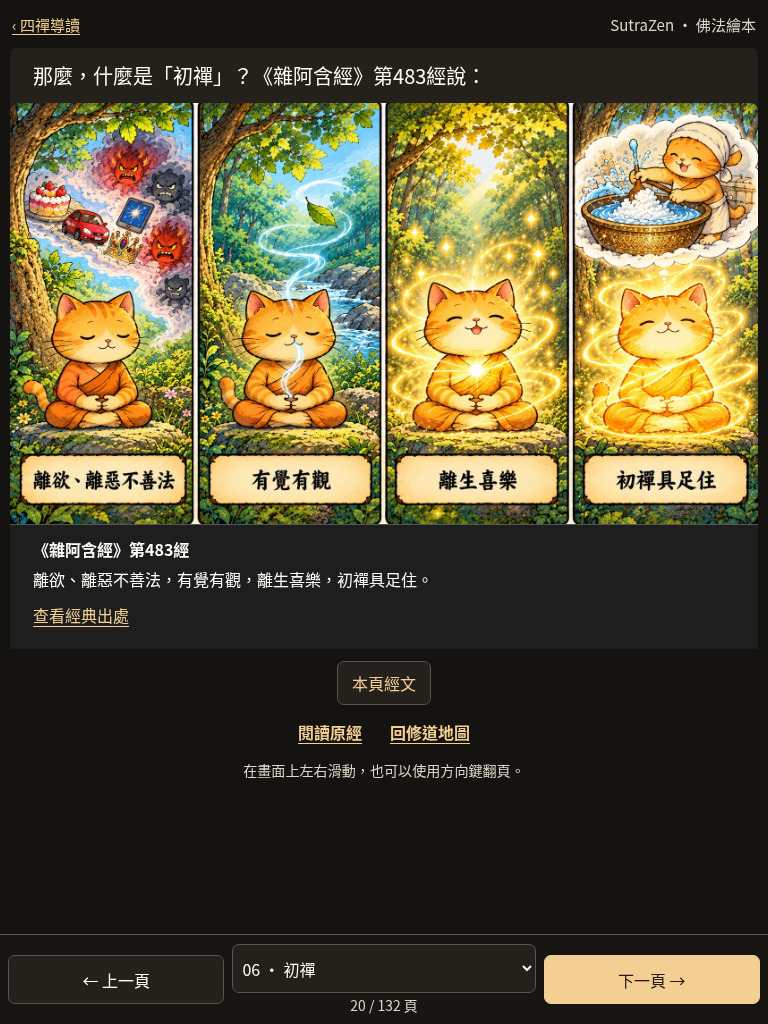 ‹ 四禪導讀
SutraZen · 佛法繪本
那麼，什麼是「初禪」？《雜阿含經》第483經說：
離欲、離惡不善法
有覺有觀
離生喜樂
初禪具足住
《雜阿含經》第483經
離欲、離惡不善法，有覺有觀，離生喜樂，初禪具足住。
查看經典出處
本頁經文
閱讀原經
回修道地圖
在畫面上左右滑動，也可以使用方向鍵翻頁。
← 上一頁
06 · 初禪
下一頁 →
20 / 132 頁